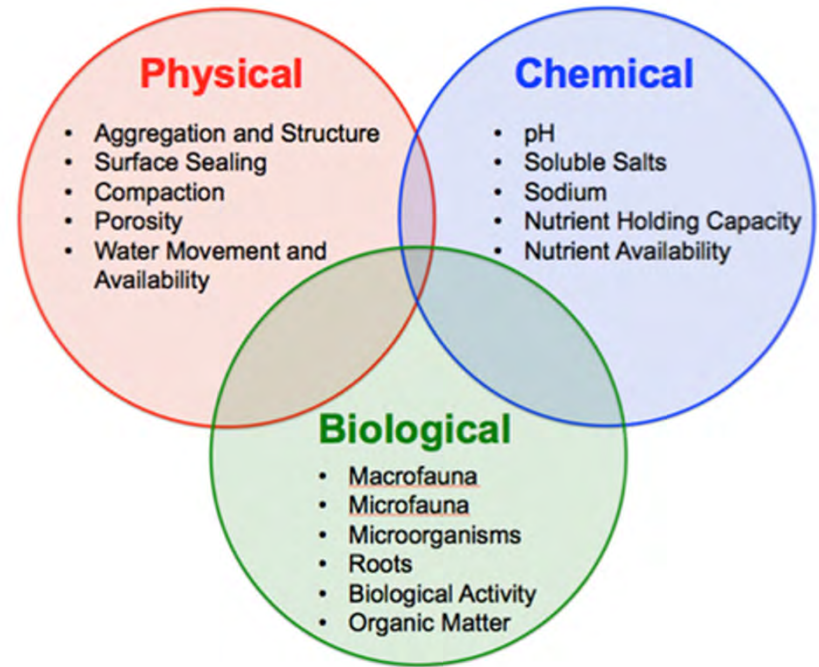 Physical
• Aggregation and Structure
• Surface Sealing
• Compaction
• Porosity
• Water Movement and
Availability
Chemical
• pH
• Soluble Salts
• Sodium
• Nutrient Holding Capacity
• Nutrient Availability
Biological
• Macrofauna
• Microfauna
• Microorganisms
• Roots
• Biological Activity
• Organic Matter